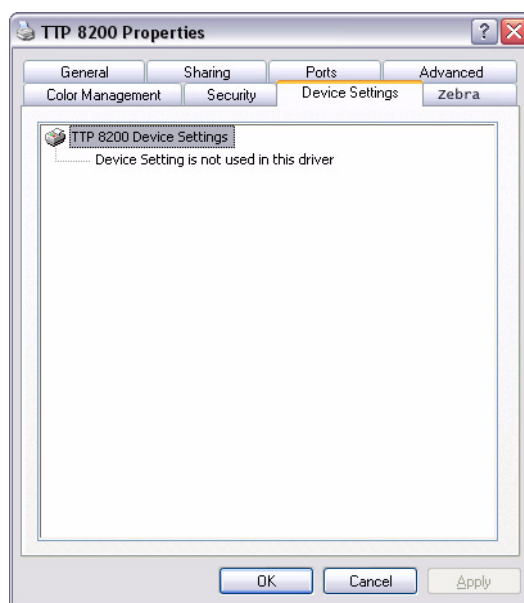 TTP 8200 Properties
General Sharing Ports Advanced
Color Management Security Device Settings Zebra
TTP 8200 Device Settings
Device Setting is not used in this driver
OK Cancel Apply